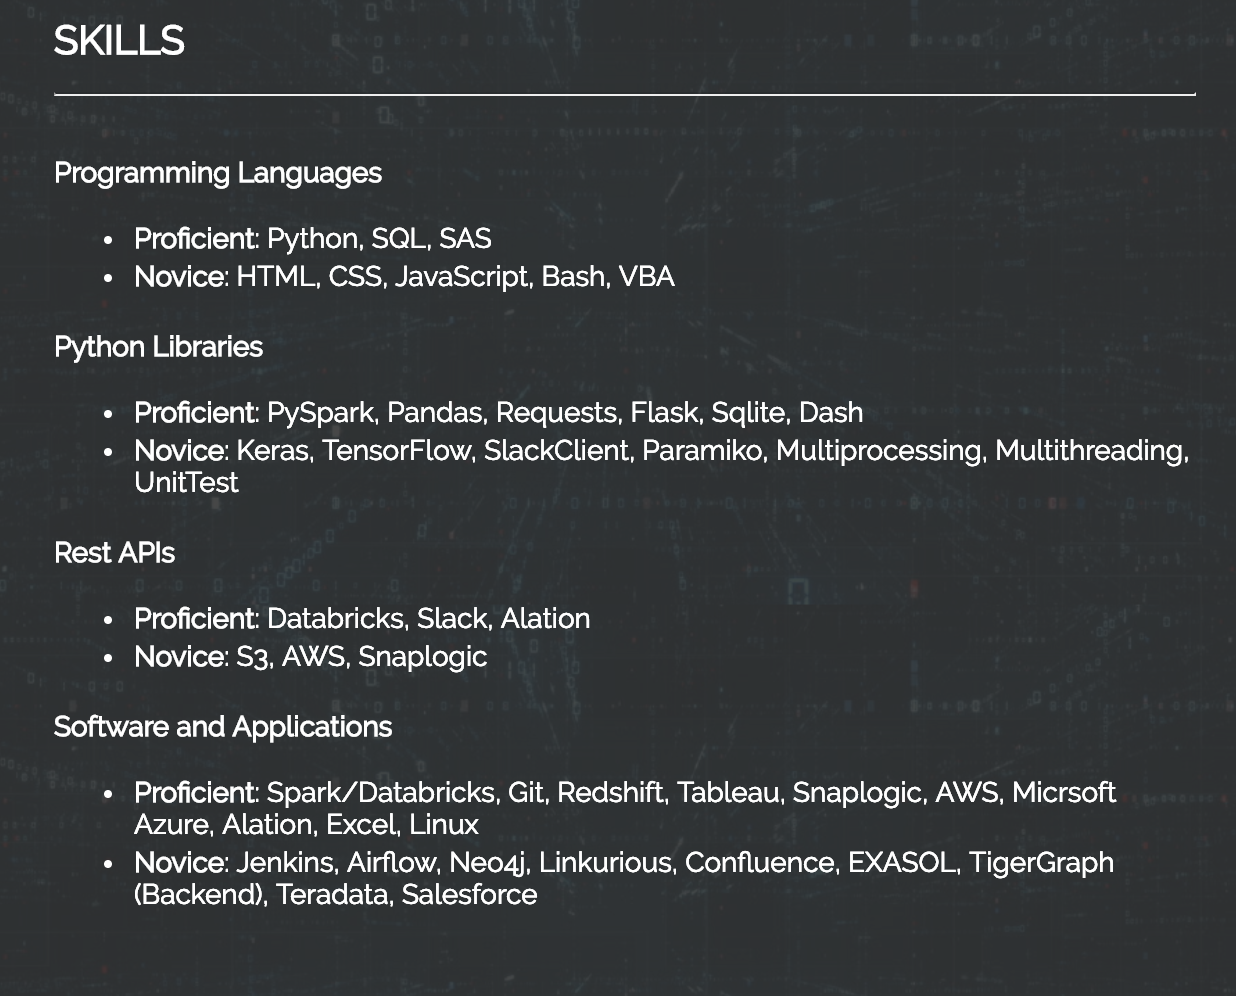 SKILLS
Programming Languages
• Proficient: Python, SQL, SAS
• Novice: HTML, CSS, JavaScript, Bash, VBA
Python Libraries
• Proficient: PySpark, Pandas, Requests, Flask, Sqlite, Dash
• Novice: Keras, TensorFlow, SlackClient, Paramiko, Multiprocessing, Multithreading,
UnitTest
Rest APIs
• Proficient: Databricks, Slack, Alation
• Novice: S3, AWS, Snaplogic
Software and Applications
• Proficient: Spark/Databricks, Git, Redshift, Tableau, Snaplogic, AWS, Micrsoft
Azure, Alation, Excel, Linux
• Novice: Jenkins, Airflow, Neo4j, Linkurious, Confluence, EXASOL, TigerGraph
(Backend), Teradata, Salesforce